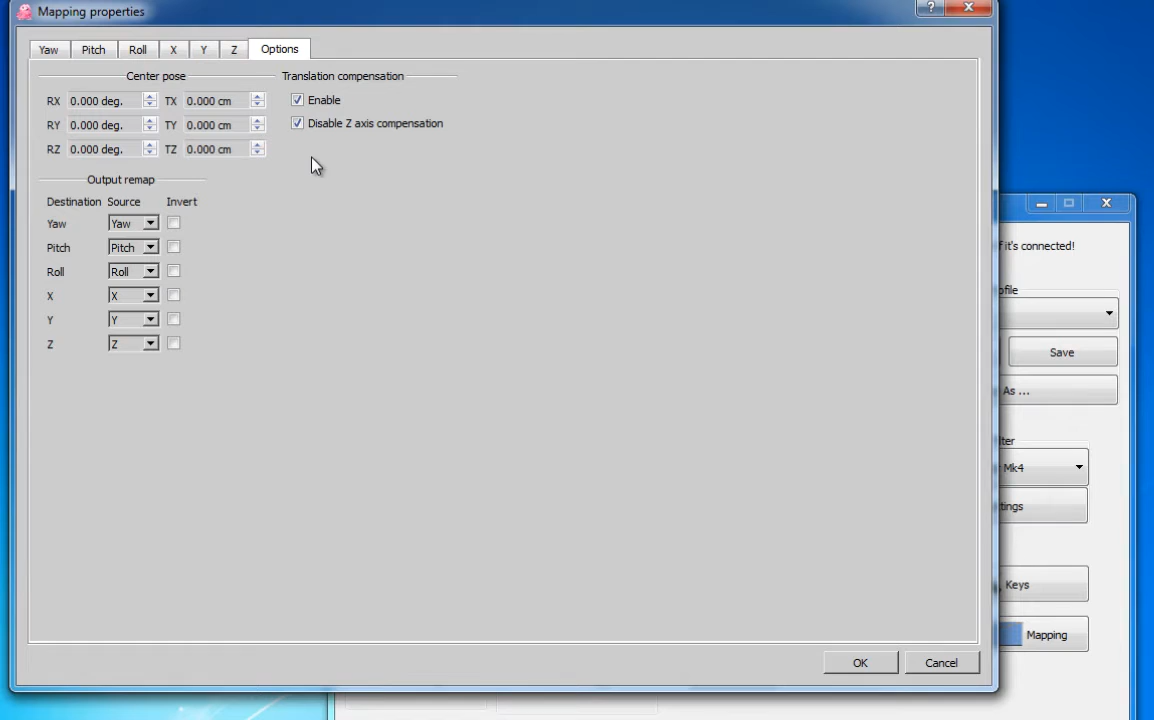 Mapping properties
?
Yaw Pitch Roll X Y Z Options
Center pose Translation compensation
RX 0.000 deg. TX 0.000 cm Enable
RY 0.000 deg. TY 0.000 cm Disable Z axis compensation
RZ 0.000 deg. TZ 0.000 cm
Output remap
Destination Source Invert
Yaw Yaw
Pitch Pitch
Roll Roll
X X
Y Y
Z Z
OK Cancel
it's connected!
ofile
Save
As ...
ter
Mk4
tings
Keys
Mapping